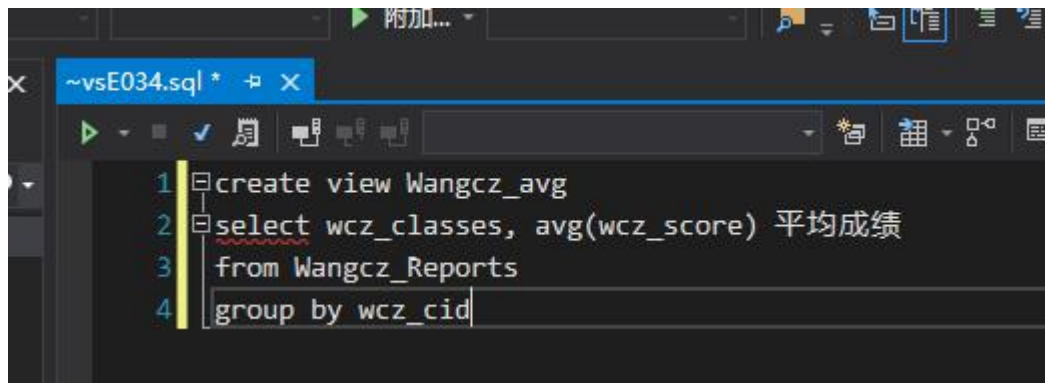 附加...
~vsE034.sql *
1 create view Wangcz_avg
2 select wcz_classes, avg(wcz_score) 平均成绩
3 from Wangcz_Reports
4 group by wcz_cid